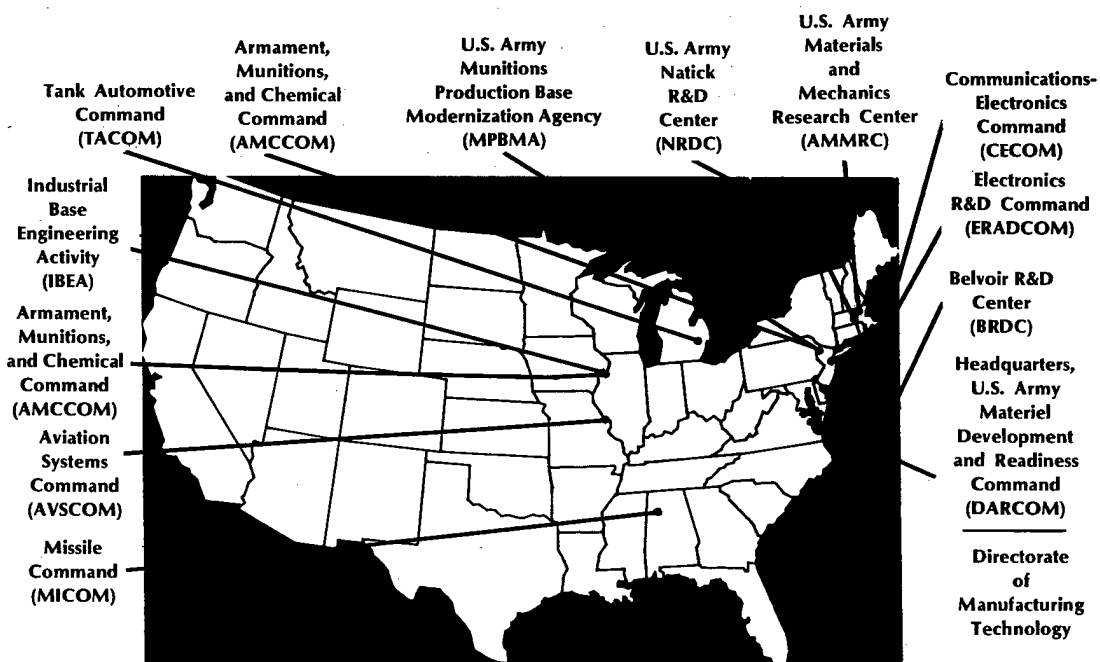 Tank Automotive
Command
(TACOM)
Armament,
Munitions,
and Chemical
Command
(AMCCOM)
U.S. Army
Munitions
Production Base
Modernization Agency
(MPBMA)
U.S. Army
Natick
R&D
Center
(NRDC)
U.S. Army
Materials
and
Mechanics
Research Center
(AMMRC)
Communications-
Electronics
Command
(CECOM)
Electronics
R&D Command
(ERADCOM)
Belvoir R&D
Center
(BRDC)
Headquarters,
U.S. Army
Materiel
Development
and Readiness
Command
(DARCOM)
Directorate
of
Manufacturing
Technology
Industrial
Base
Engineering
Activity
(IBEA)
Armament,
Munitions,
and Chemical
Command
(AMCCOM)
Aviation
Systems
Command
(AVSCOM)
Missile
Command
(MICOM)